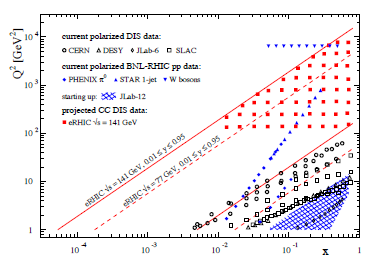 current polarized DIS data:
CERN DESY JLab-6 SLAC
current polarized BNL-RHIC pp data:
PHENIX π⁰ STAR 1-jet W bosons
starting up: JLab-12
projected CC DIS data:
eRHIC √s = 141 GeV
eRHIC √s = 141 GeV, 0.01 ≤ y ≤ 0.95
eRHIC √s = 77 GeV, 0.01 ≤ y ≤ 0.95
Q² [GeV²]
10⁴
10³
10²
10
1
10⁻⁴ 10⁻³ 10⁻² 10⁻¹ 1
x